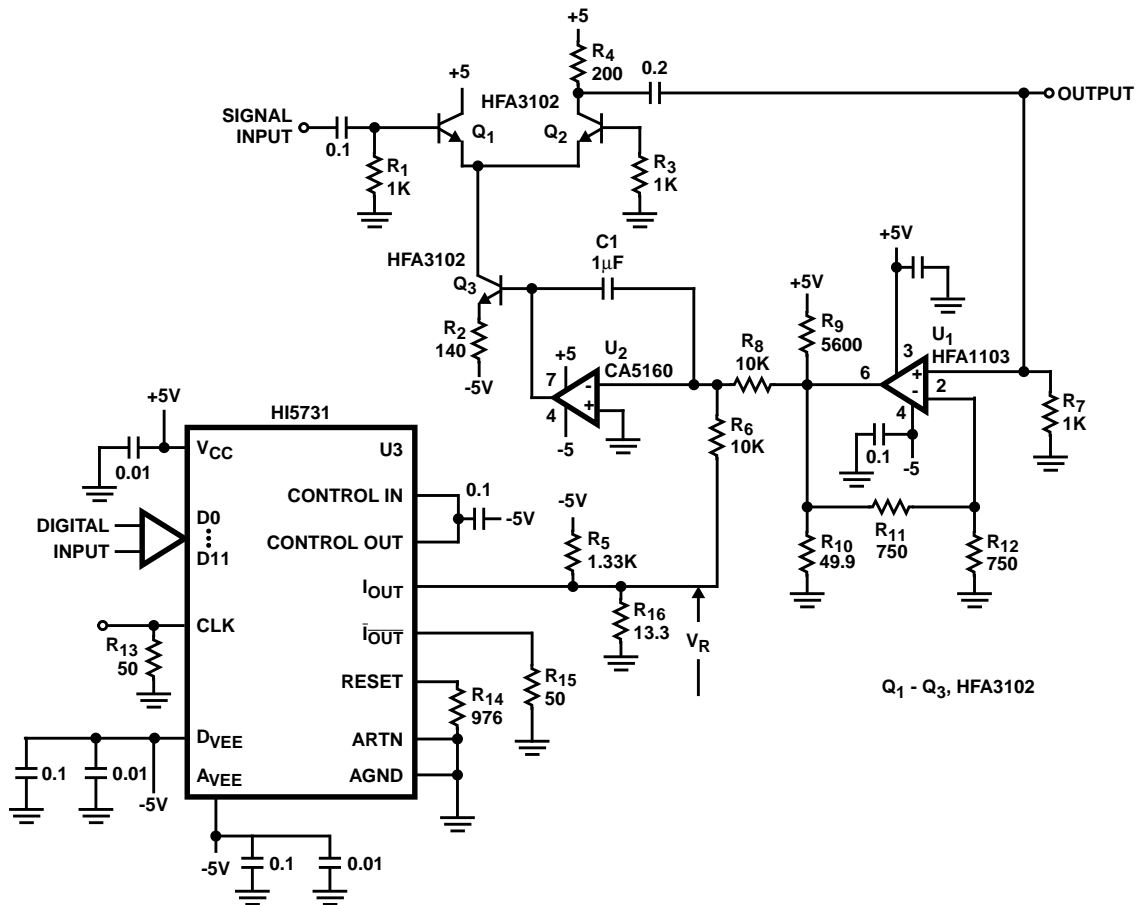 +5
R4
200
0.2
OUTPUT
+5
HFA3102
SIGNAL
INPUT
0.1
Q1
Q2
R1
1K
R3
1K
HFA3102
Q3
C1
1µF
R2
140
-5V
+5V
+5V
R9
5600
U1
HFA1103
3
6
+
-
2
4
0.1
-5
R7
1K
R8
10K
U2
CA5160
+5
7
4
-5
-
+
R6
10K
R11
750
R10
49.9
R12
750
+5V
HI5731
0.01
VCC
U3
CONTROL IN
0.1
-5V
CONTROL OUT
DIGITAL
INPUT
D0
D11
-5V
R5
1.33K
IOUT
R16
13.3
VR
CLK
R13
50
IOUT
R15
50
RESET
R14
976
Q1 - Q3, HFA3102
ARTN
DVEE
0.1
0.01
-5V
AVEE
AGND
-5V
0.1
0.01